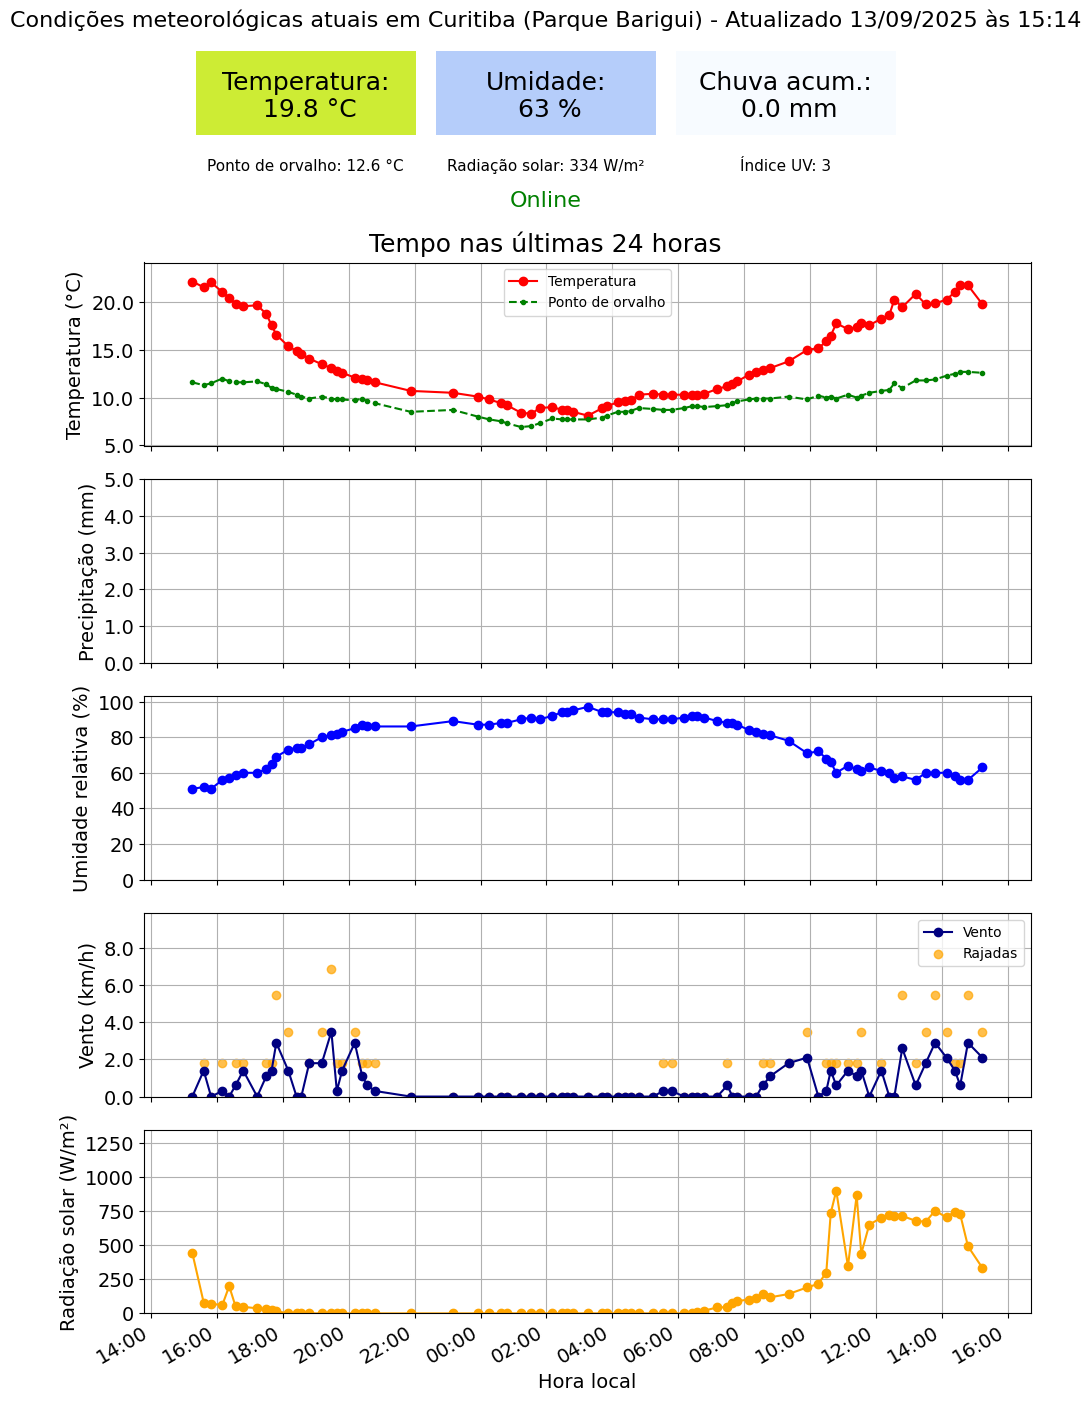 Condições meteorológicas atuais em Curitiba (Parque Barigui) - Atualizado 13/09/2025 às 15:14
Temperatura:
19.8 °C
Umidade:
63 %
Chuva acum.:
0.0 mm
Ponto de orvalho: 12.6 °C
Radiação solar: 334 W/m²
Índice UV: 3
Online
Tempo nas últimas 24 horas
Temperatura (°C)
20.0
15.0
10.0
5.0
Temperatura
Ponto de orvalho
Precipitação (mm)
5.0
4.0
3.0
2.0
1.0
0.0
Umidade relativa (%)
100
80
60
40
20
0
Vento (km/h)
8.0
6.0
4.0
2.0
0.0
Vento
Rajadas
Radiação solar (W/m²)
1250
1000
750
500
250
0
14:00
16:00
18:00
20:00
22:00
00:00
02:00
04:00
06:00
08:00
10:00
12:00
14:00
16:00
Hora local